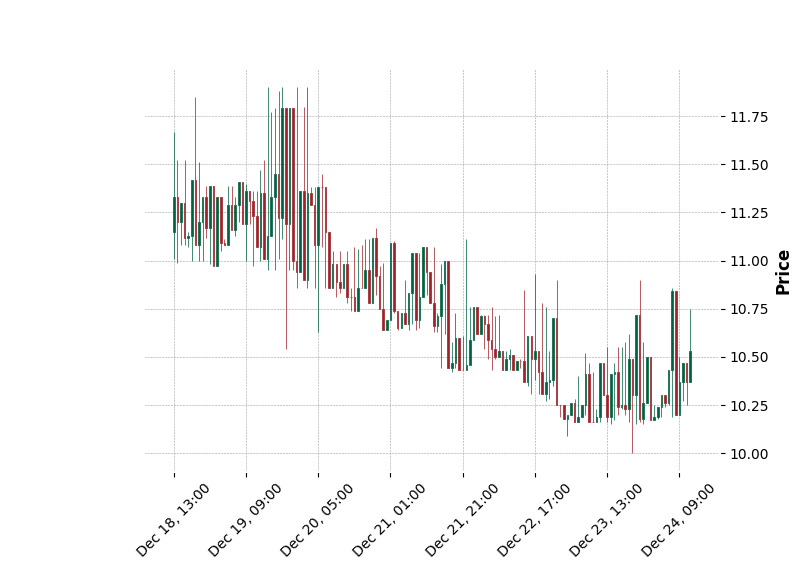 11.75
11.50
11.25
11.00
10.75
10.50
10.25
10.00
Price
Dec 18, 13:00
Dec 19, 09:00
Dec 20, 05:00
Dec 21, 01:00
Dec 21, 21:00
Dec 22, 17:00
Dec 23, 13:00
Dec 24, 09:00